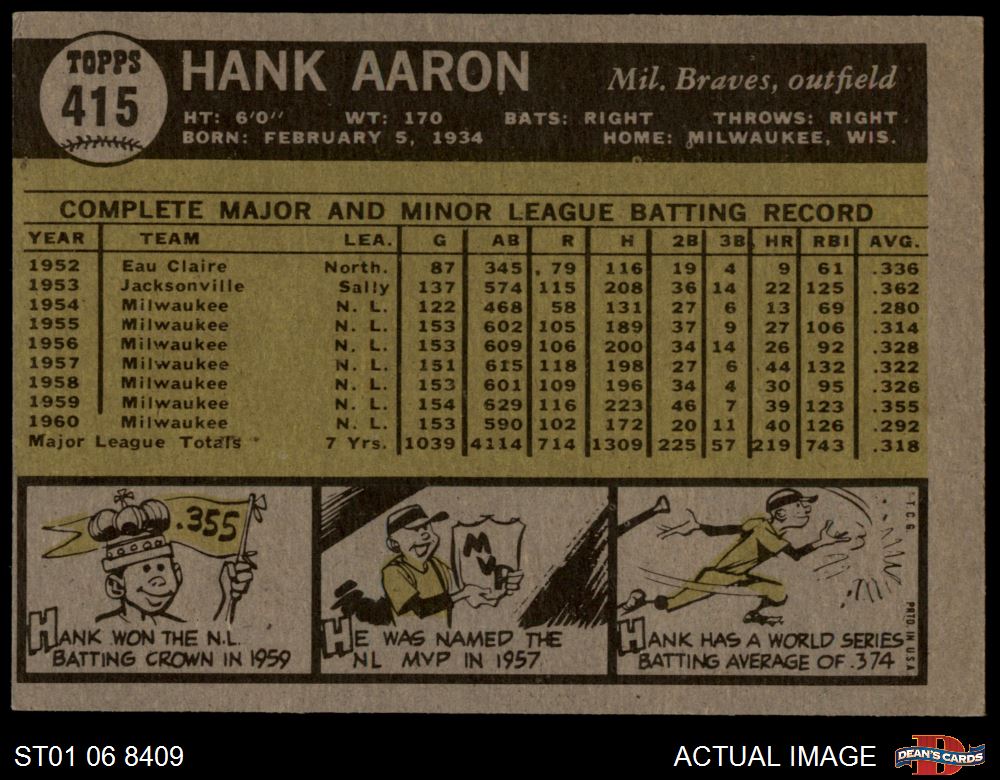 TOPPS
415
HANK AARON
Mil. Braves, outfield
HT: 6'0" WT: 170 BATS: RIGHT THROWS: RIGHT
BORN: FEBRUARY 5, 1934 HOME: MILWAUKEE, WIS.
COMPLETE MAJOR AND MINOR LEAGUE BATTING RECORD
YEAR TEAM LEA. G AB R H 2B 3B HR RBI AVG.
1952 Eau Claire North. 87 345 79 116 19 4 9 61 .336
1953 Jacksonville Sally 137 574 115 208 36 14 22 125 .362
1954 Milwaukee N. L. 122 468 58 131 27 6 13 69 .280
1955 Milwaukee N. L. 153 602 105 189 37 9 27 106 .314
1956 Milwaukee N. L. 153 609 106 200 34 14 26 92 .328
1957 Milwaukee N. L. 151 615 118 198 27 6 44 132 .322
1958 Milwaukee N. L. 153 601 109 196 34 4 30 95 .326
1959 Milwaukee N. L. 154 629 116 223 46 7 39 123 .355
1960 Milwaukee N. L. 153 590 102 172 20 11 40 126 .292
Major League Totals 7 Yrs. 1039 4114 714 1309 225 57 219 743 .318
.355
HANK WON THE N.L.
BATTING CROWN IN 1959
MVP
HE WAS NAMED THE
NL MVP IN 1957
HANK HAS A WORLD SERIES
BATTING AVERAGE OF .374
T. C. G.
PRTD. IN U.S.A.
ST01 06 8409
ACTUAL IMAGE
D
DEAN'S CARDS